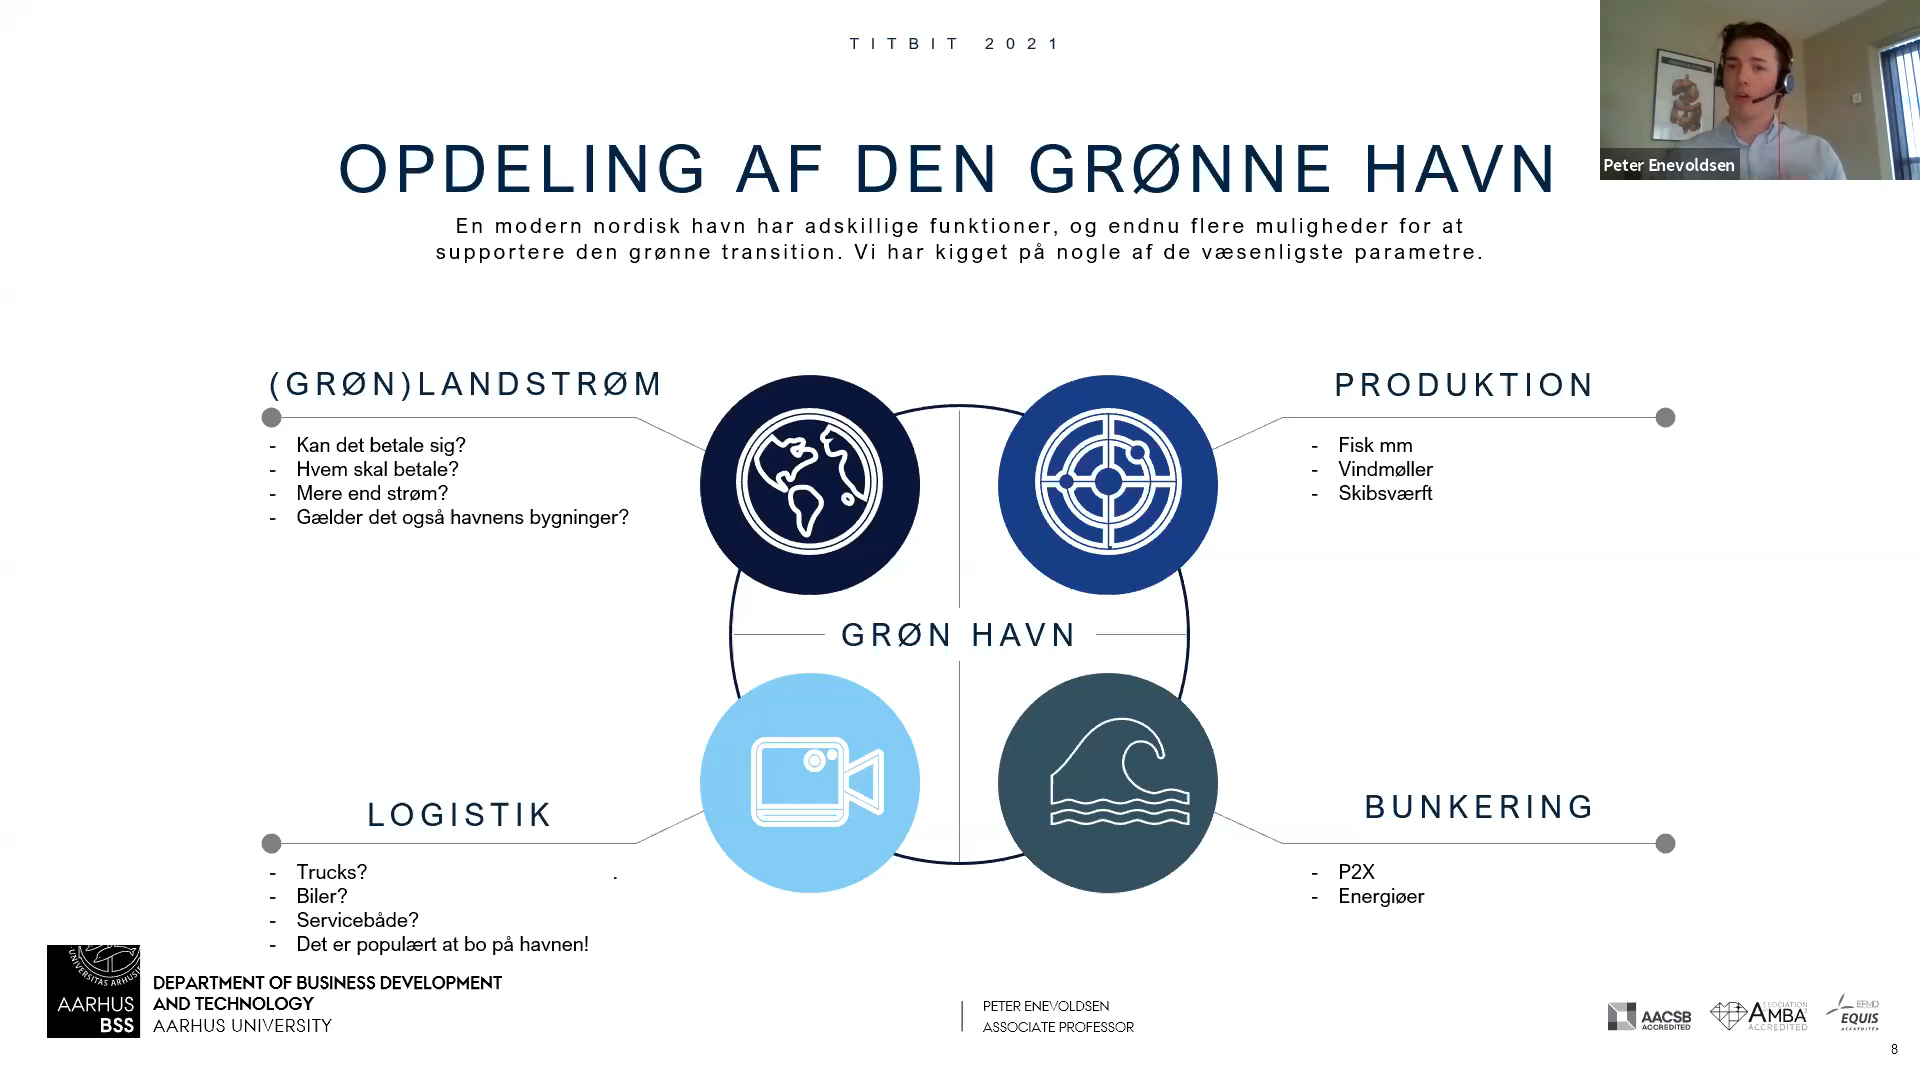 TITBIT 2021
Peter Enevoldsen
OPDELING AF DEN GRØNNE HAVN
En modern nordisk havn har adskillige funktioner, og endnu flere muligheder for at
supportere den grønne transition. Vi har kigget på nogle af de væsenligste parametre.
(GRØN)LANDSTRØM
- Kan det betale sig?
- Hvem skal betale?
- Mere end strøm?
- Gælder det også havnens bygninger?
PRODUKTION
- Fisk mm
- Vindmøller
- Skibsværft
GRØN HAVN
LOGISTIK
- Trucks?
.
- Biler?
- Servicebåde?
- Det er populært at bo på havnen!
BUNKERING
- P2X
- Energiøer
AARHUS
BSS
DEPARTMENT OF BUSINESS DEVELOPMENT
AND TECHNOLOGY
AARHUS UNIVERSITY
PETER ENEVOLDSEN
ASSOCIATE PROFESSOR
AACSB
ACCREDITED
ASSOCIATION
AMBA
ACCREDITED
EFMD
EQUIS
ACCREDITED
8